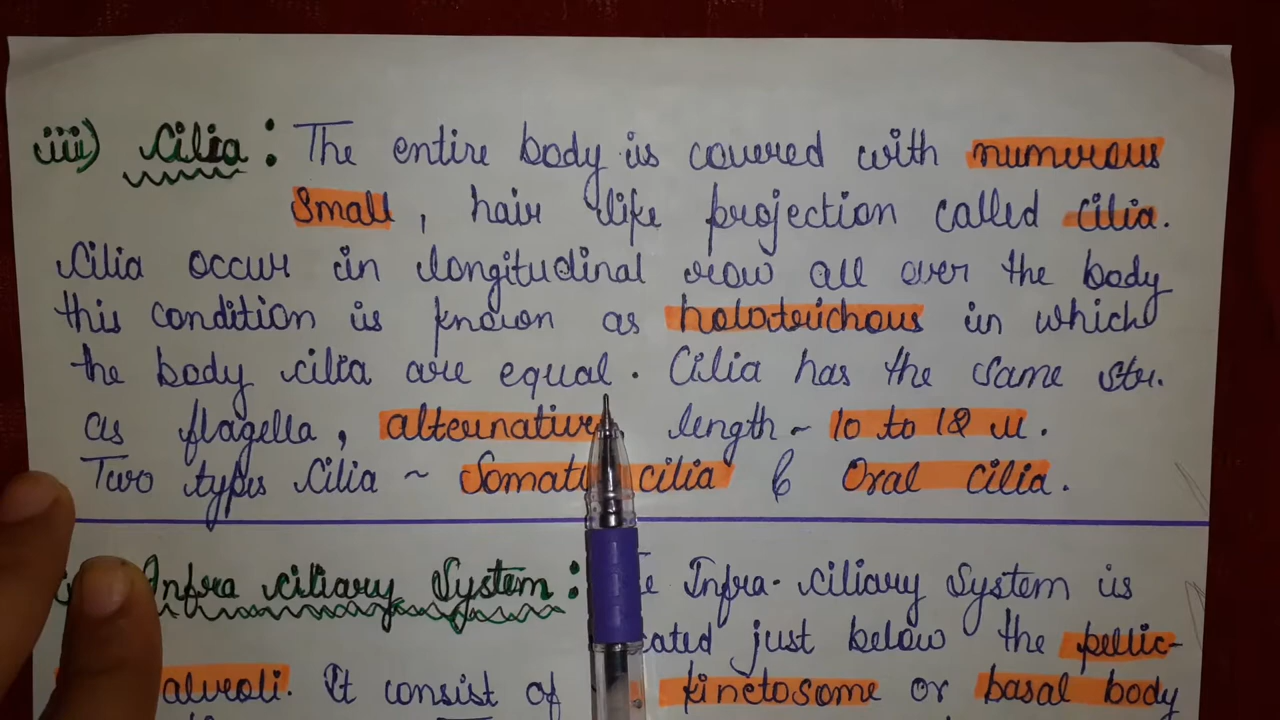 iii) Cilia : The entire body is covered with numerous
Small , hair like projection called cilia.
Cilia occur in longitudinal row all over the body
this condition is known as holotrichous in which
the body cilia are equal. Cilia has the same str.
as flagella, alternative length ~ 10 to 12 u.
Two types Cilia ~ cilia & Oral cilia.
Infra ciliary System : Infra-ciliary System is
just below the pellic-
alveoli. It consist of kinetosome or basal body